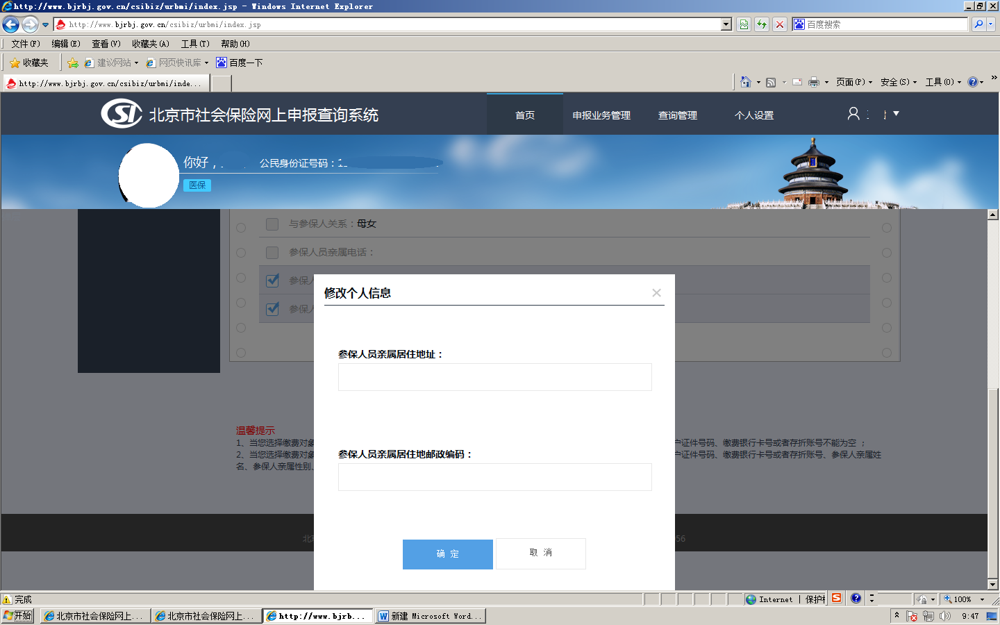 http://www.bjrbj.gov.cn/csibiz/urbmi/index.jsp - Windows Internet Explorer
http://www.bjrbj.gov.cn/csibiz/urbmi/index.jsp
百度搜索
文件(F) 编辑(E) 查看(V) 收藏夹(A) 工具(T) 帮助(H)
收藏夹 建议网站 网页快讯库 百度一下
http://www.bjrbj.gov.cn/csibiz/urbmi/inde...
页面(P) 安全(S) 工具(O)
CSI 北京市社会保险网上申报查询系统
首页 申报业务管理 查询管理 个人设置
你好， 公民身份证号码：1
医保
与参保人关系：母女
参保人员亲属电话：
参保人
参保人
修改个人信息
参保人员亲属居住地址：
参保人员亲属居住地邮政编码：
确 定 取 消
温馨提示
1、当您选择缴费对象 户证件号码、缴费银行卡号或者存折账号不能为空 ；
2、当您选择缴费对象 户证件号码、缴费银行卡号或者存折账号、参保人亲属姓
名、参保人亲属性别、
北京 56
完成
Internet | 保护模 100%
开始 北京市社会保险网上... 北京市社会保险网上... http://www.bjrb... 新建 Microsoft Word... 9:47